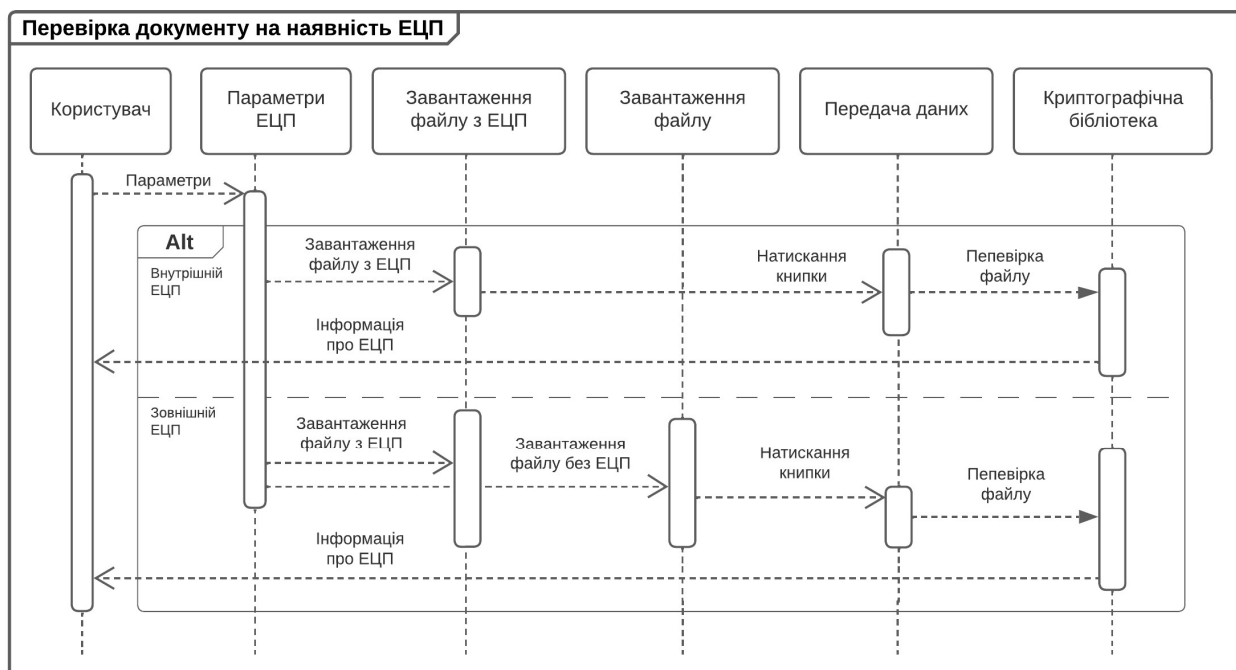 Перевірка документу на наявність ЕЦП
Користувач
Параметри
ЕЦП
Завантаження
файлу з ЕЦП
Завантаження
файлу
Передача даних
Криптографічна
бібліотека
Параметри
Alt
Внутрішній
ЕЦП
Завантаження
файлу з ЕЦП
Натискання
книпки
Пепевірка
файлу
Інформація
про ЕЦП
Зовнішній
ЕЦП
Завантаження
файлу з ЕЦП
Завантаження
файлу без ЕЦП
Натискання
книпки
Пепевірка
файлу
Інформація
про ЕЦП